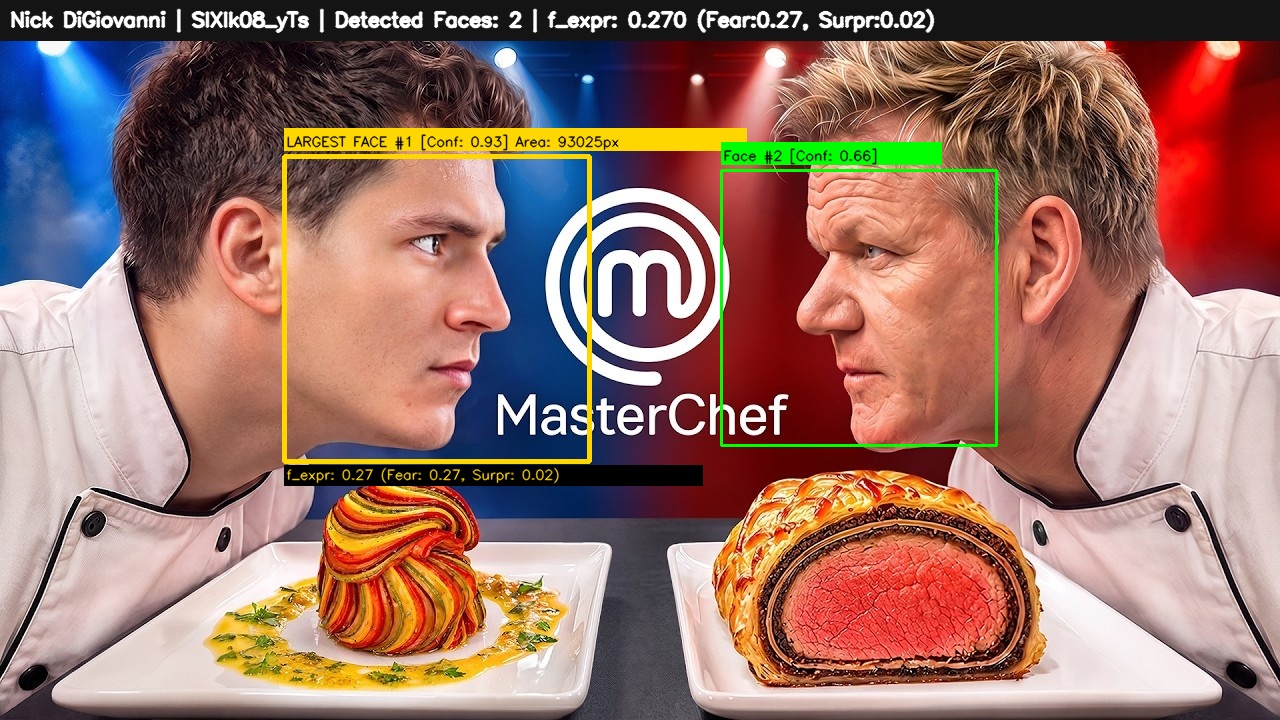 Nick DiGiovanni | SlXIk08_yTs | Detected Faces: 2 | f_expr: 0.270 (Fear:0.27, Surpr:0.02)
LARGEST FACE #1 [Conf: 0.93] Area: 93025px
Face #2 [Conf: 0.66]
m
MasterChef
f_expr: 0.27 (Fear: 0.27, Surpr: 0.02)